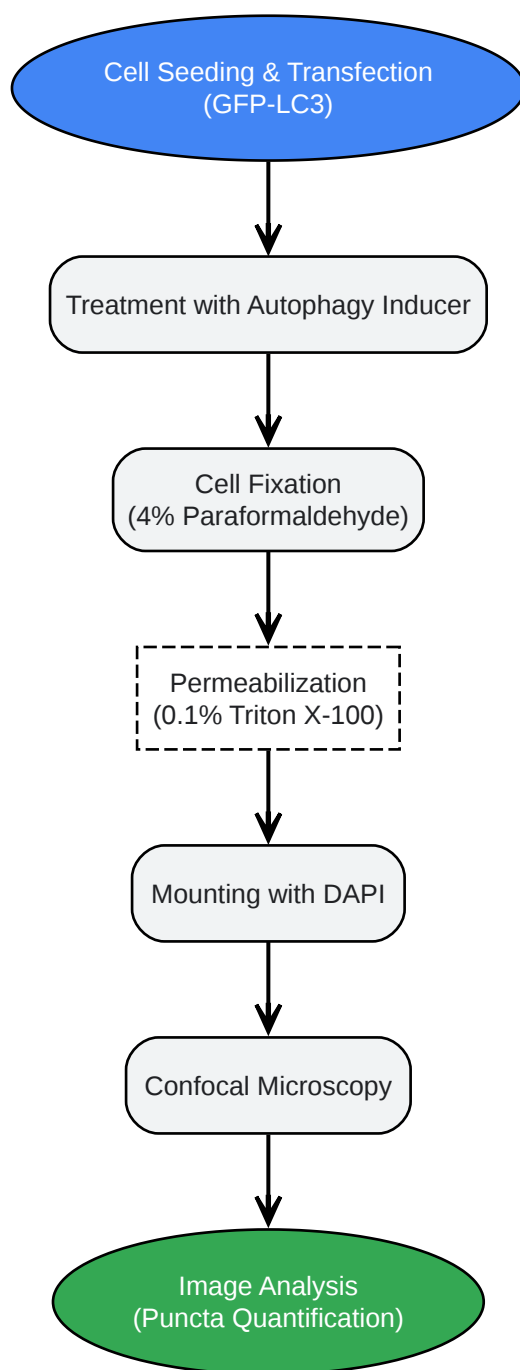 Cell Seeding & Transfection
(GFP-LC3)
Treatment with Autophagy Inducer
Cell Fixation
(4% Paraformaldehyde)
Permeabilization
(0.1% Triton X-100)
Mounting with DAPI
Confocal Microscopy
Image Analysis
(Puncta Quantification)